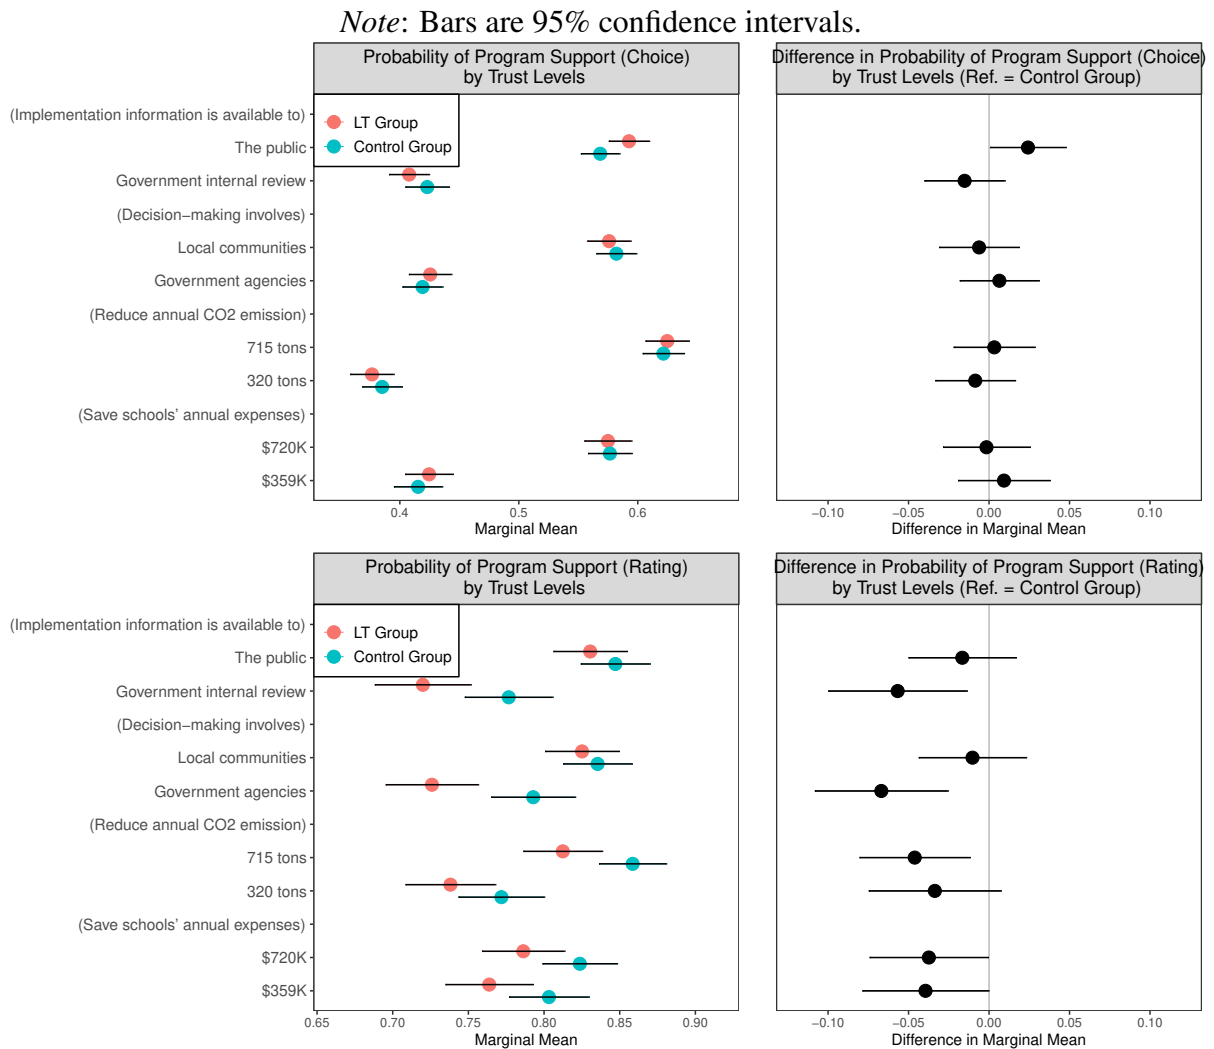 Note: Bars are 95% confidence intervals.
Probability of Program Support (Choice)
by Trust Levels
Difference in Probability of Program Support (Choice)
by Trust Levels (Ref. = Control Group)
(Implementation information is available to)
The public
Government internal review
(Decision−making involves)
Local communities
Government agencies
(Reduce annual CO2 emission)
715 tons
320 tons
(Save schools' annual expenses)
$720K
$359K
LT Group
Control Group
0.4 0.5 0.6
Marginal Mean
−0.10 −0.05 0.00 0.05 0.10
Difference in Marginal Mean
Probability of Program Support (Rating)
by Trust Levels
Difference in Probability of Program Support (Rating)
by Trust Levels (Ref. = Control Group)
(Implementation information is available to)
The public
Government internal review
(Decision−making involves)
Local communities
Government agencies
(Reduce annual CO2 emission)
715 tons
320 tons
(Save schools' annual expenses)
$720K
$359K
LT Group
Control Group
0.65 0.70 0.75 0.80 0.85 0.90
Marginal Mean
−0.10 −0.05 0.00 0.05 0.10
Difference in Marginal Mean